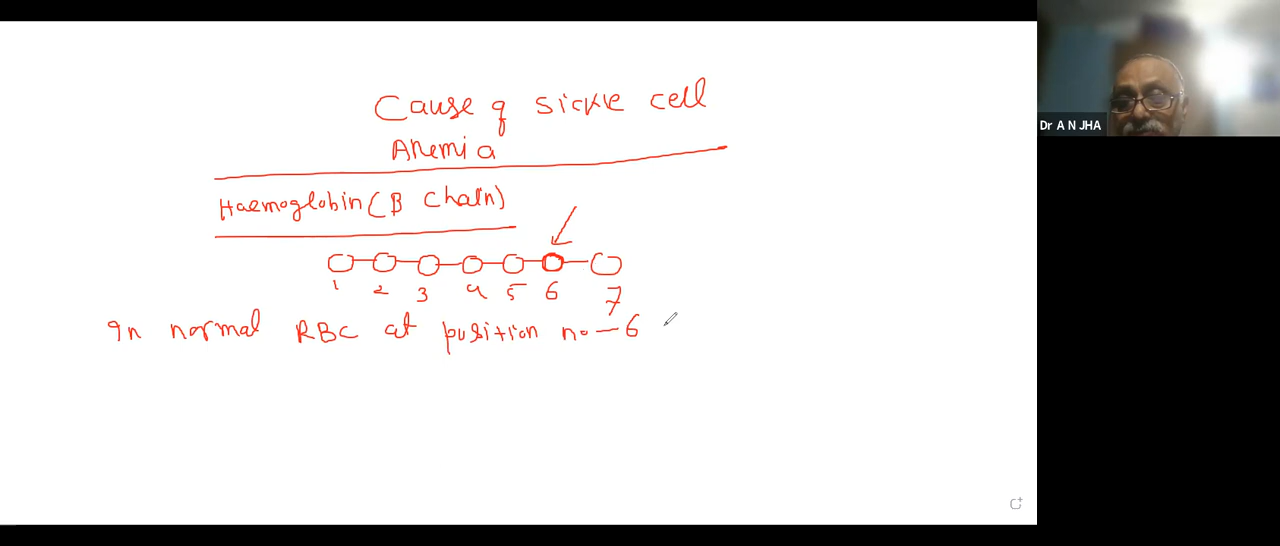 Cause of Sickle cell
Anemia
Haemoglobin (B Chain)
1 2 3 4 5 6 7
In normal RBC at position no-6
Dr A N JHA